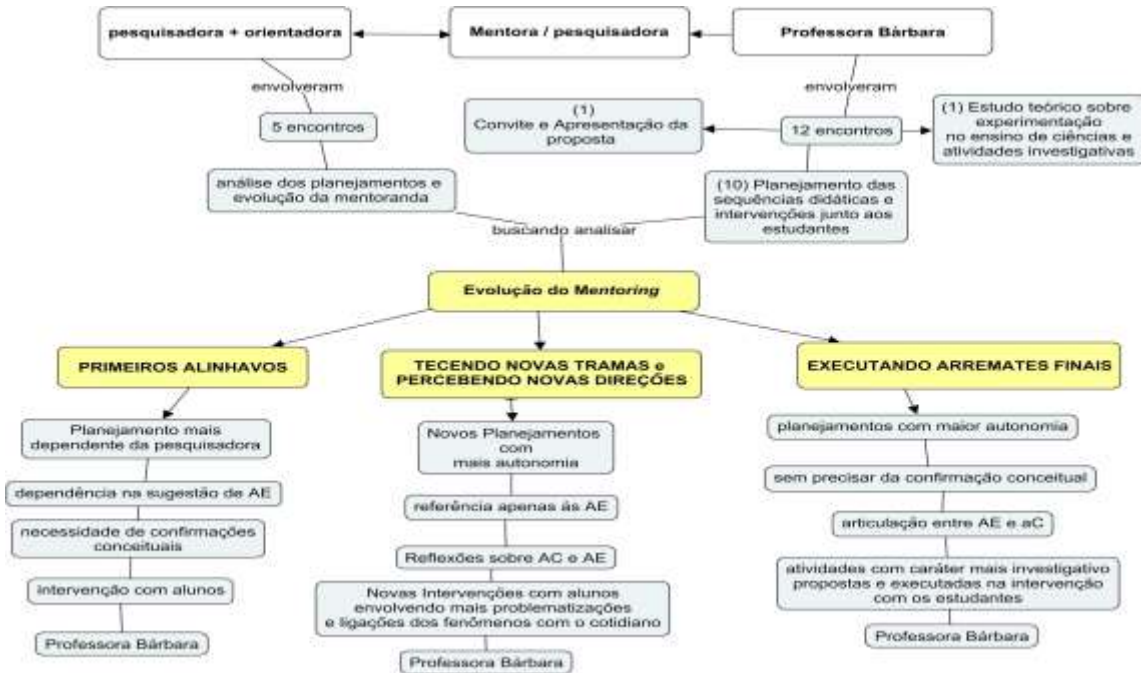 pesquisadora + orientadora
Mentora / pesquisadora
Professora Bárbara
envolveram
envolveram
5 encontros
(1)
Convite e Apresentação da
proposta
12 encontros
(1) Estudo teórico sobre
experimentação
no ensino de ciências e
atividades investigativas
análise dos planejamentos e
evolução da mentoranda
(10) Planejamento das
sequências didáticas e
intervenções junto aos
estudantes
buscando analisar
Evolução do Mentoring
PRIMEIROS ALINHAVOS
TECENDO NOVAS TRAMAS e
PERCEBENDO NOVAS DIREÇÕES
EXECUTANDO ARREMATES FINAIS
Planejamento mais
dependente da pesquisadora
dependência na sugestão de AE
necessidade de confirmações
conceituais
intervenção com alunos
Professora Bárbara
Novos Planejamentos
com
mais autonomia
referência apenas às AE
Reflexões sobre AC e AE
Novas Intervenções com alunos
envolvendo mais problematizações
e ligações dos fenômenos com o cotidiano
Professora Bárbara
planejamentos com maior autonomia
sem precisar da confirmação conceitual
articulação entre AE e aC
atividades com caráter mais investigativo
propostas e executadas na intervenção
com os estudantes
Professora Bárbara